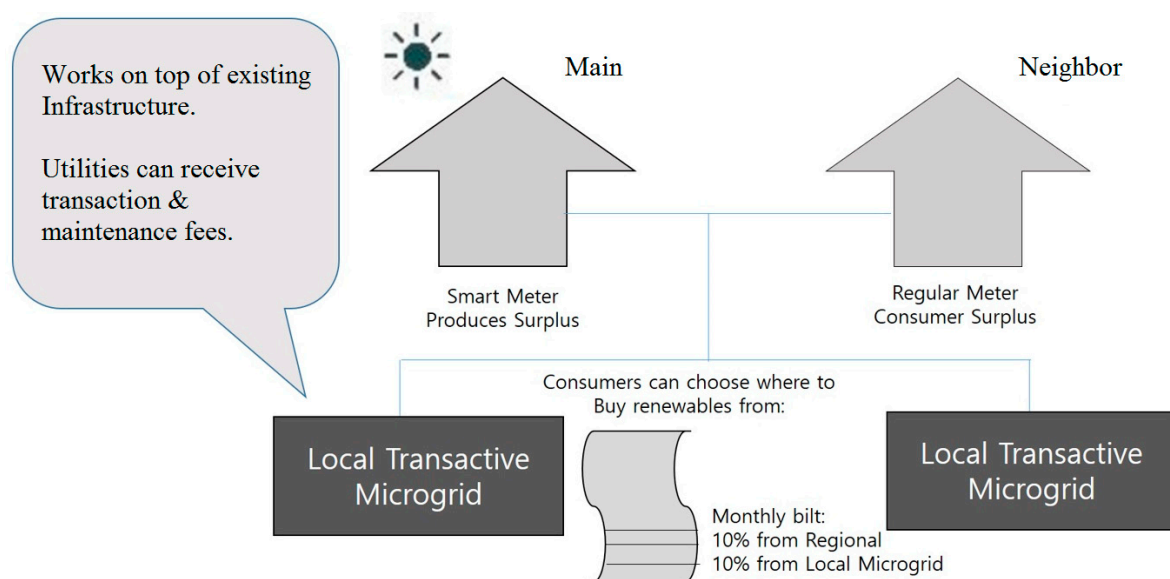 Works on top of existing
Infrastructure.
Utilities can receive
transaction &
maintenance fees.
Main
Neighbor
Smart Meter
Produces Surplus
Regular Meter
Consumer Surplus
Consumers can choose where to
Buy renewables from:
Local Transactive
Microgrid
Monthly bilt:
10% from Regional
10% from Local Microgrid
Local Transactive
Microgrid